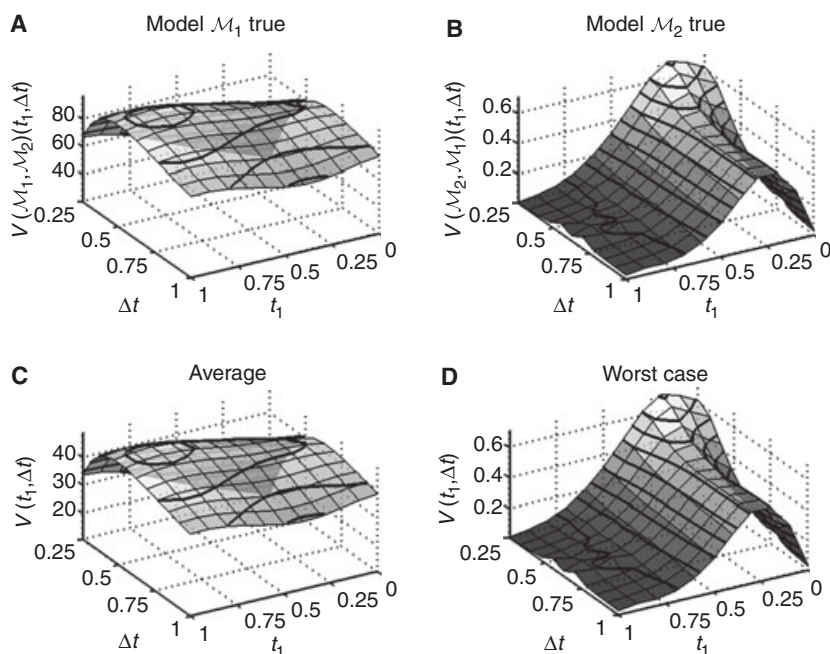 A
Model ℳ₁ true
V (ℳ₁,ℳ₂)(t₁,Δt)
80
60
40
0.25
0.5
0.75
1
Δt
1
0.75
0.5
0.25
0
t₁
B
Model ℳ₂ true
V (ℳ₂,ℳ₁)(t₁,Δt)
0.6
0.4
0.2
0.25
0.5
0.75
1
Δt
1
0.75
0.5
0.25
0
t₁
C
Average
V (t₁,Δt)
40
30
20
0.25
0.5
0.75
1
Δt
1
0.75
0.5
0.25
0
t₁
D
Worst case
V (t₁,Δt)
0.6
0.4
0.2
0.25
0.5
0.75
1
Δt
1
0.75
0.5
0.25
0
t₁